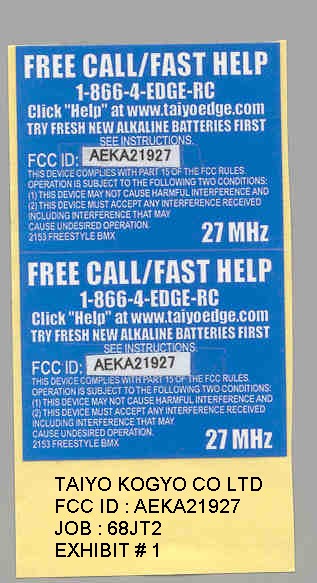 FREE CALL/FAST HELP
1-866-4-EDGE-RC
Click "Help" at www.taiyoedge.com
TRY FRESH NEW ALKALINE BATTERIES FIRST
SEE INSTRUCTIONS.
FCC ID: AEKA21927
THIS DEVICE COMPLIES WITH PART 15 OF THE FCC RULES.
OPERATION IS SUBJECT TO THE FOLLOWING TWO CONDITIONS:
(1) THIS DEVICE MAY NOT CAUSE HARMFUL INTERFERENCE AND
(2) THIS DEVICE MUST ACCEPT ANY INTERFERENCE RECEIVED
INCLUDING INTERFERENCE THAT MAY
CAUSE UNDESIRED OPERATION.
2153 FREESTYLE BMX 27 MHz
FREE CALL/FAST HELP
1-866-4-EDGE-RC
Click "Help" at www.taiyoedge.com
TRY FRESH NEW ALKALINE BATTERIES FIRST
SEE INSTRUCTIONS.
FCC ID: AEKA21927
THIS DEVICE COMPLIES WITH PART 15 OF THE FCC RULES.
OPERATION IS SUBJECT TO THE FOLLOWING TWO CONDITIONS:
(1) THIS DEVICE MAY NOT CAUSE HARMFUL INTERFERENCE AND
(2) THIS DEVICE MUST ACCEPT ANY INTERFERENCE RECEIVED
INCLUDING INTERFERENCE THAT MAY
CAUSE UNDESIRED OPERATION.
2153 FREESTYLE BMX 27 MHz
TAIYO KOGYO CO LTD
FCC ID : AEKA21927
JOB : 68JT2
EXHIBIT # 1